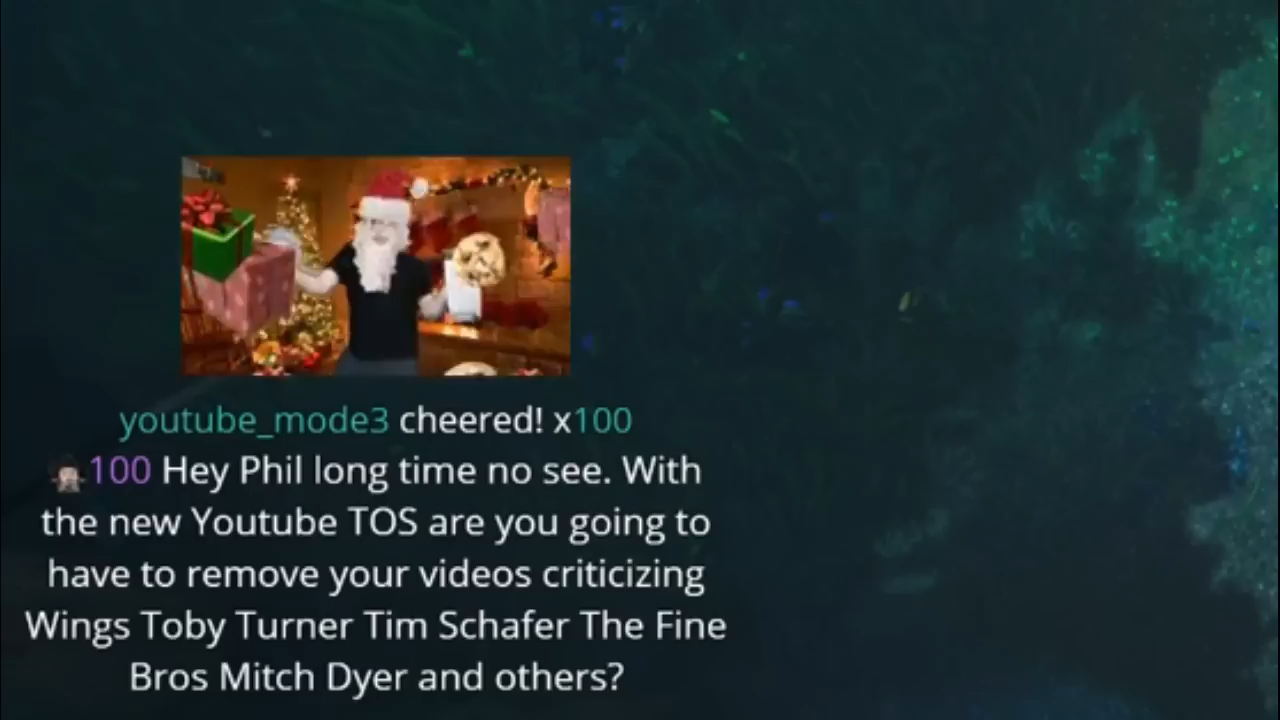 youtube_mode3 cheered! x100
100 Hey Phil long time no see. With
the new Youtube TOS are you going to
have to remove your videos criticizing
Wings Toby Turner Tim Schafer The Fine
Bros Mitch Dyer and others?